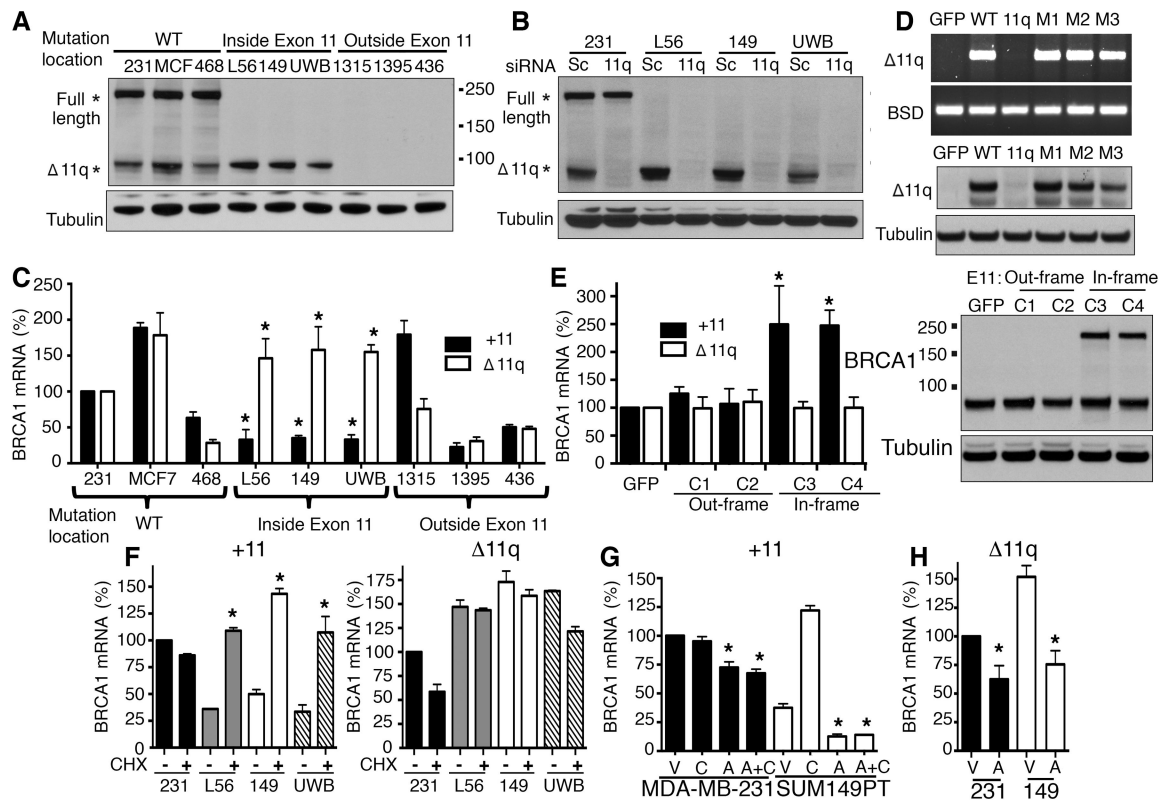 A
Mutation location WT Inside Exon 11 Outside Exon 11
231 MCF 468 L56 149 UWB 1315 1395 436
Full * length
Δ 11q *
Tubulin
250
150
100
B
231 L56 149 UWB
siRNA Sc 11q Sc 11q Sc 11q Sc 11q
Full * length
Δ 11q *
Tubulin
D
GFP WT 11q M1 M2 M3
Δ11q
BSD
GFP WT 11q M1 M2 M3
Δ11q
Tubulin
C
BRCA1 mRNA (%)
250
200
150
100
50
0
+11
Δ 11q
* * * * * *
231 MCF7 468 L56 149 UWB 1315 1395 436
Mutation location WT Inside Exon 11 Outside Exon 11
E
BRCA1 mRNA (%)
300
250
200
150
100
50
0
+11
Δ 11q
* *
GFP C1 C2 C3 C4
Out-frame In-frame
E11: Out-frame In-frame
GFP C1 C2 C3 C4
BRCA1
250
150
100
Tubulin
F
+11
BRCA1 mRNA (%)
150
125
100
75
50
25
0
* * *
CHX - + - + - + - +
231 L56 149 UWB
Δ11q
BRCA1 mRNA (%)
175
150
125
100
75
50
25
0
CHX - + - + - + - +
231 L56 149 UWB
G
+11
BRCA1 mRNA (%)
150
125
100
75
50
25
0
* * * *
V C A A+C V C A A+C
MDA-MB-231 SUM149PT
H
Δ11q
BRCA1 mRNA (%)
150
125
100
75
50
25
0
* *
V A V A
231 149